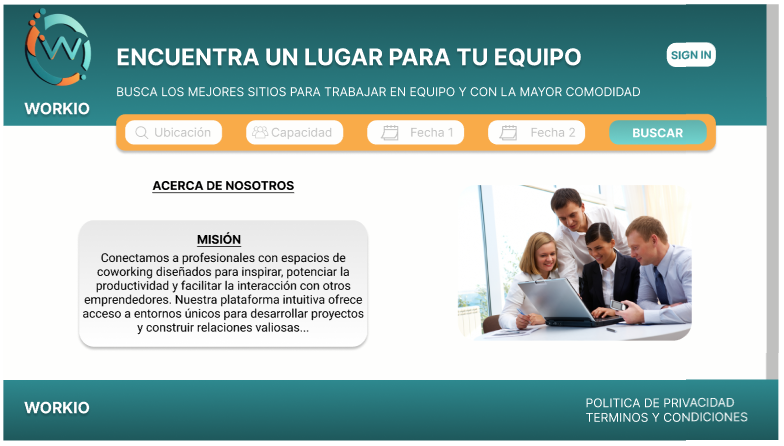 ENCUENTRA UN LUGAR PARA TU EQUIPO
SIGN IN
BUSCA LOS MEJORES SITIOS PARA TRABAJAR EN EQUIPO Y CON LA MAYOR COMODIDAD
WORKIO
Ubicación
Capacidad
Fecha 1
Fecha 2
BUSCAR
ACERCA DE NOSOTROS
MISIÓN
Conectamos a profesionales con espacios de
coworking diseñados para inspirar, potenciar la
productividad y facilitar la interacción con otros
emprendedores. Nuestra plataforma intuitiva ofrece
acceso a entornos únicos para desarrollar proyectos
y construir relaciones valiosas...
WORKIO
POLITICA DE PRIVACIDAD
TERMINOS Y CONDICIONES